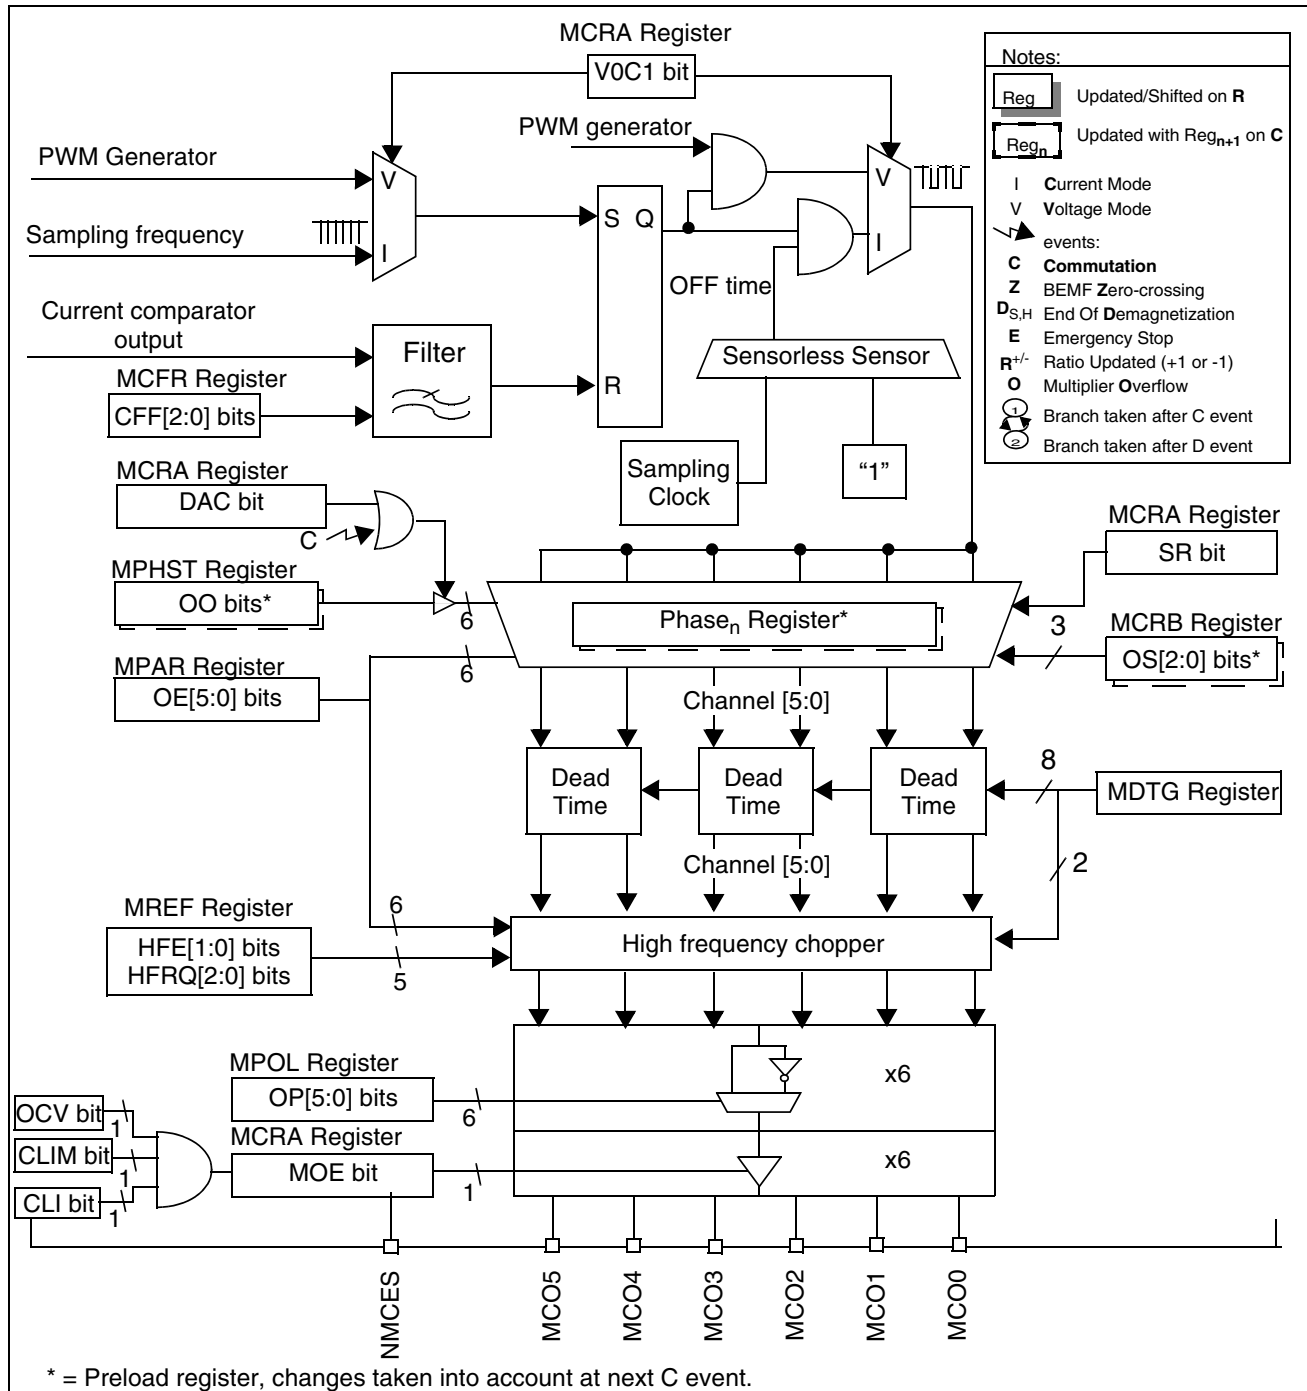 MCRA Register
V0C1 bit
PWM generator
PWM Generator
V
Sampling frequency
I
S Q
R
V
I
OFF time
Current comparator
output
Filter
MCFR Register
CFF[2:0] bits
Sensorless Sensor
Sampling
Clock
“1”
Notes:
Reg
Updated/Shifted on R
Regn
Updated with Regn+1 on C
I Current Mode
V Voltage Mode
events:
C Commutation
Z BEMF Zero-crossing
DS,H End Of Demagnetization
E Emergency Stop
R+/- Ratio Updated (+1 or -1)
O Multiplier Overflow
1 Branch taken after C event
2 Branch taken after D event
MCRA Register
DAC bit
C
MPHST Register
OO bits*
6
MPAR Register
OE[5:0] bits
6
Phasen Register*
MCRA Register
SR bit
3
MCRB Register
OS[2:0] bits*
Channel [5:0]
Dead
Time
Dead
Time
Dead
Time
8
MDTG Register
2
Channel [5:0]
MREF Register
HFE[1:0] bits
HFRQ[2:0] bits
6
5
High frequency chopper
MPOL Register
OP[5:0] bits
6
x6
OCV bit
1
CLIM bit
1
CLI bit
1
MCRA Register
MOE bit
1
x6
NMCES
MCO5
MCO4
MCO3
MCO2
MCO1
MCO0
* = Preload register, changes taken into account at next C event.